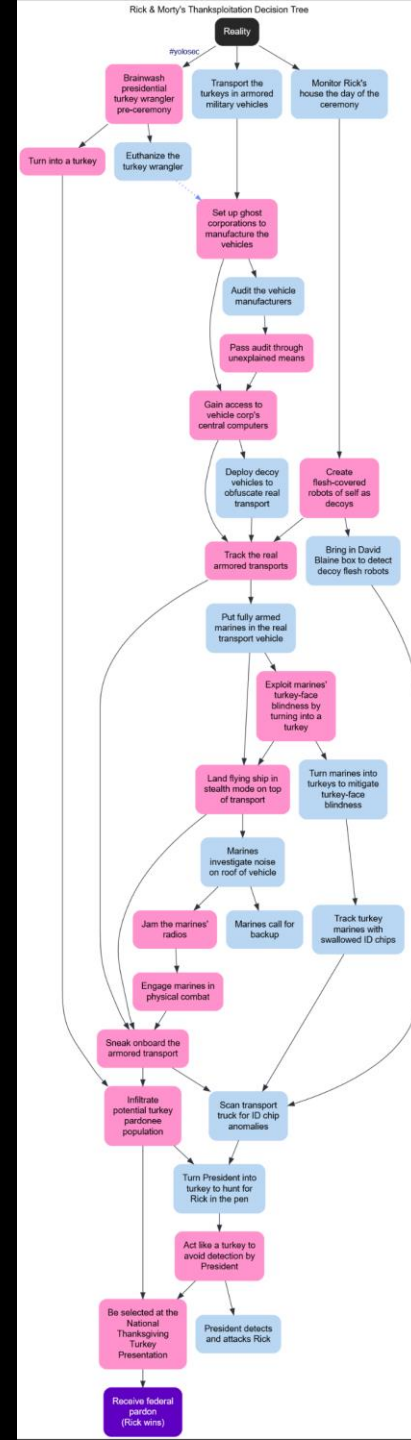 Rick & Morty's Thanksploitation Decision Tree
Reality
#yolosec
Brainwash
presidential
turkey wrangler
pre-ceremony
Transport the
turkeys in armored
military vehicles
Monitor Rick's
house the day of the
ceremony
Turn into a turkey
Euthanize the
turkey wrangler
Set up ghost
corporations to
manufacture the
vehicles
Audit the vehicle
manufacturers
Pass audit through
unexplained means
Gain access to
vehicle corp's
central computers
Deploy decoy
vehicles to
obfuscate real
transport
Create
flesh-covered
robots of self as
decoys
Track the real
armored transports
Bring in David
Blaine box to detect
decoy flesh robots
Put fully armed
marines in the real
transport vehicle
Exploit marines'
turkey-face
blindness by
turning into a
turkey
Land flying ship in
stealth mode on top
of transport
Turn marines into
turkeys to mitigate
turkey-face
blindness
Marines
investigate noise
on roof of vehicle
Jam the marines'
radios
Marines call for
backup
Track turkey
marines with
swallowed ID chips
Engage marines in
physical combat
Sneak onboard the
armored transport
Infiltrate
potential turkey
pardonee
population
Scan transport
truck for ID chip
anomalies
Turn President into
turkey to hunt for
Rick in the pen
Act like a turkey to
avoid detection by
President
Be selected at the
National
Thanksgiving
Turkey
Presentation
President detects
and attacks Rick
Receive federal
pardon
(Rick wins)